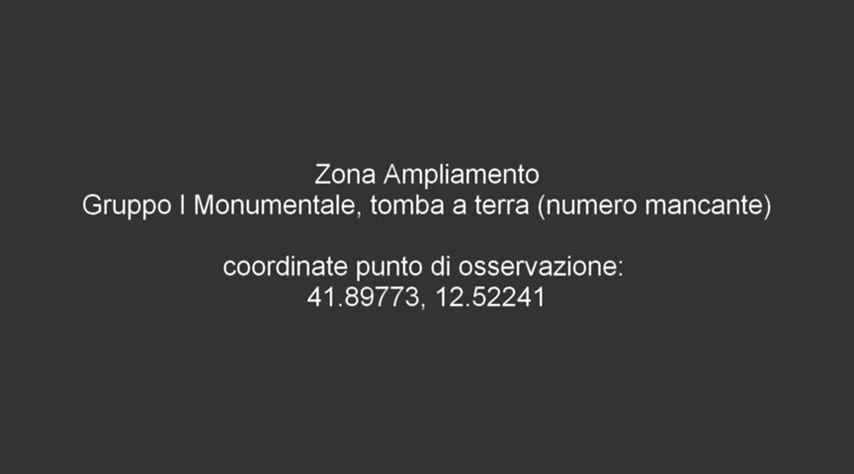 Zona Ampliamento
Gruppo I Monumentale, tomba a terra (numero mancante)
coordinate punto di osservazione:
41.89773, 12.52241